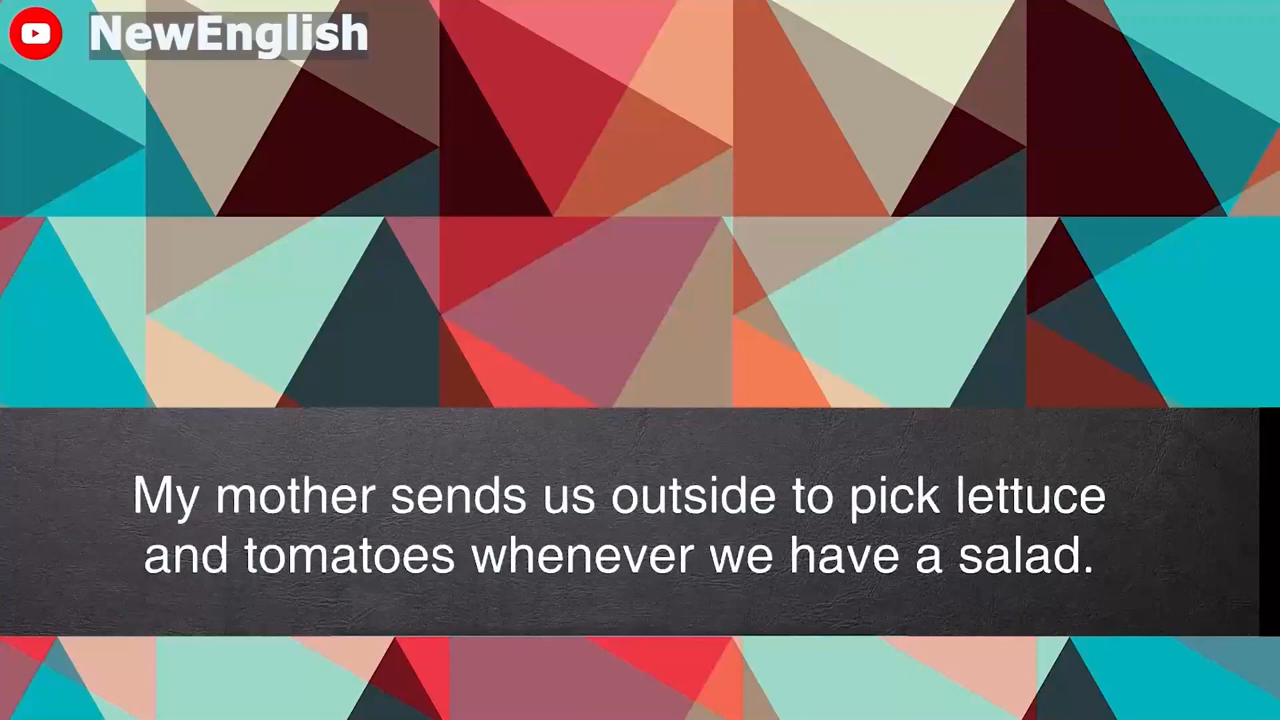 NewEnglish
My mother sends us outside to pick lettuce
and tomatoes whenever we have a salad.